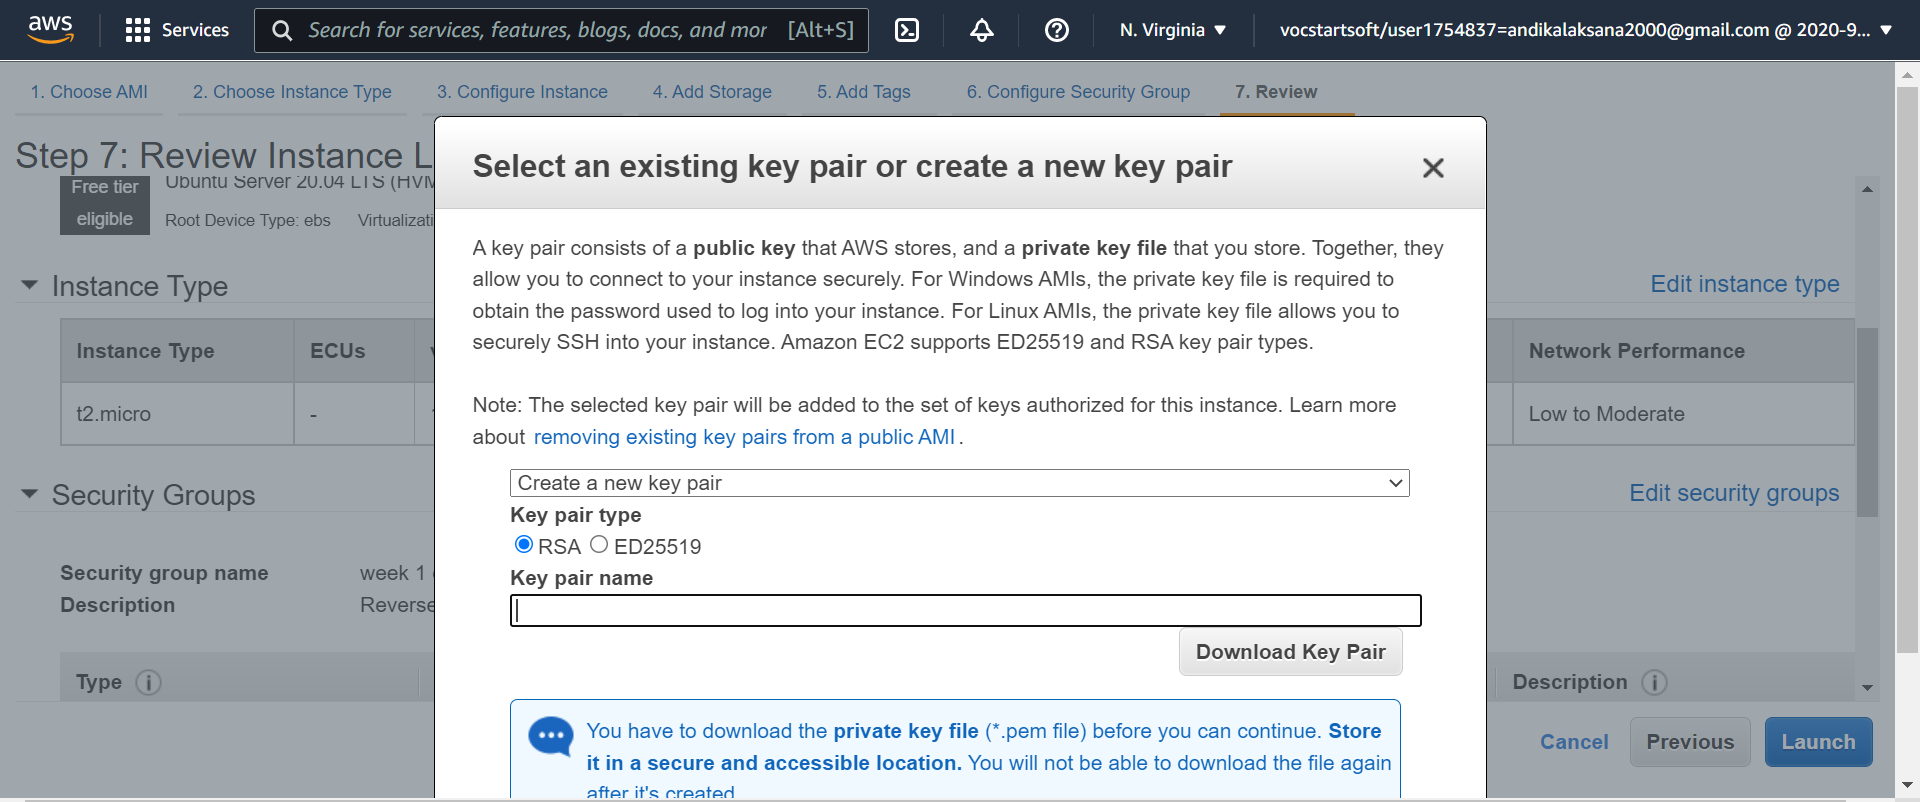 aws
Services
Search for services, features, blogs, docs, and mor [Alt+S]
N. Virginia
vocstartsoft/user1754837=andikalaksana2000@gmail.com @ 2020-9...
1. Choose AMI
2. Choose Instance Type
3. Configure Instance
4. Add Storage
5. Add Tags
6. Configure Security Group
7. Review
Step 7: Review Instance L
Free tier
eligible
Ubuntu Server 20.04 LTS (HVM
Root Device Type: ebs Virtualizati
Instance Type
Edit instance type
Instance Type ECUs
Network Performance
t2.micro -
Low to Moderate
Security Groups
Edit security groups
Security group name week 1
Description Reverse
Type
Description
Cancel
Previous
Launch
Select an existing key pair or create a new key pair
A key pair consists of a public key that AWS stores, and a private key file that you store. Together, they
allow you to connect to your instance securely. For Windows AMIs, the private key file is required to
obtain the password used to log into your instance. For Linux AMIs, the private key file allows you to
securely SSH into your instance. Amazon EC2 supports ED25519 and RSA key pair types.
Note: The selected key pair will be added to the set of keys authorized for this instance. Learn more
about removing existing key pairs from a public AMI.
Create a new key pair
Key pair type
RSA ED25519
Key pair name
Download Key Pair
You have to download the private key file (*.pem file) before you can continue. Store
it in a secure and accessible location. You will not be able to download the file again
after it's created.